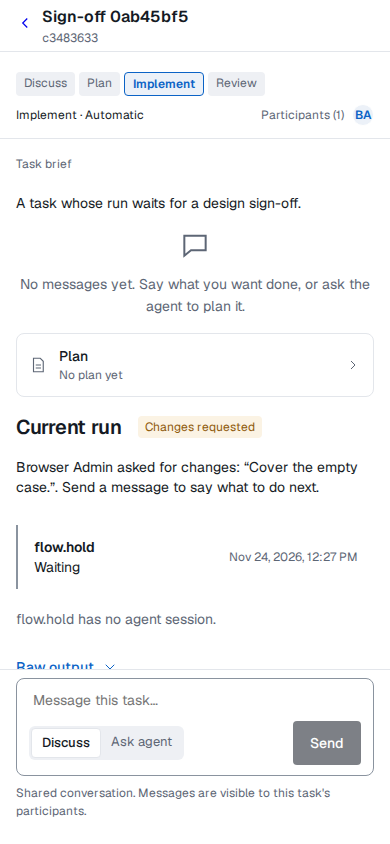 Sign-off 0ab45bf5
c3483633
Discuss Plan Implement Review
Implement · Automatic Participants (1) BA
Task brief
A task whose run waits for a design sign-off.
No messages yet. Say what you want done, or ask the
agent to plan it.
Plan
No plan yet
Current run Changes requested
Browser Admin asked for changes: “Cover the empty
case.”. Send a message to say what to do next.
flow.hold
Waiting
Nov 24, 2026, 12:27 PM
flow.hold has no agent session.
Raw output
Message this task...
Discuss Ask agent Send
Shared conversation. Messages are visible to this task's
participants.